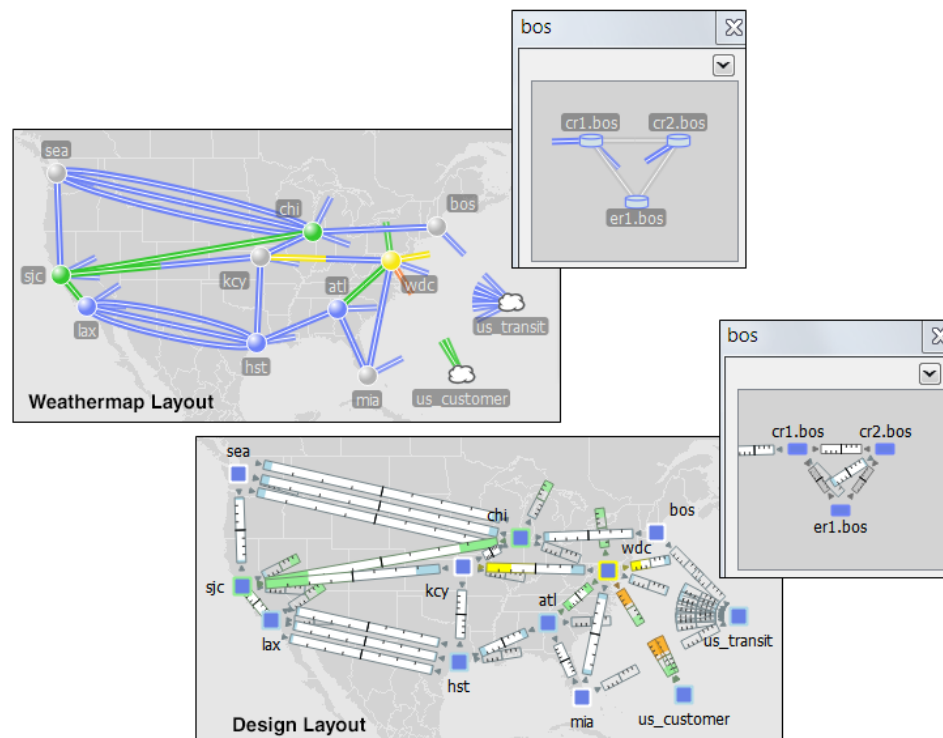 bos
cr1.bos cr2.bos
er1.bos
sea
chi
bos
sjc
kcy
atl
wdc
lax
us_transit
hst
mia
us_customer
Weathermap Layout
bos
cr1.bos cr2.bos
er1.bos
sea
chi
bos
wdc
sjc
kcy
atl
lax
us_transit
hst
mia
us_customer
Design Layout